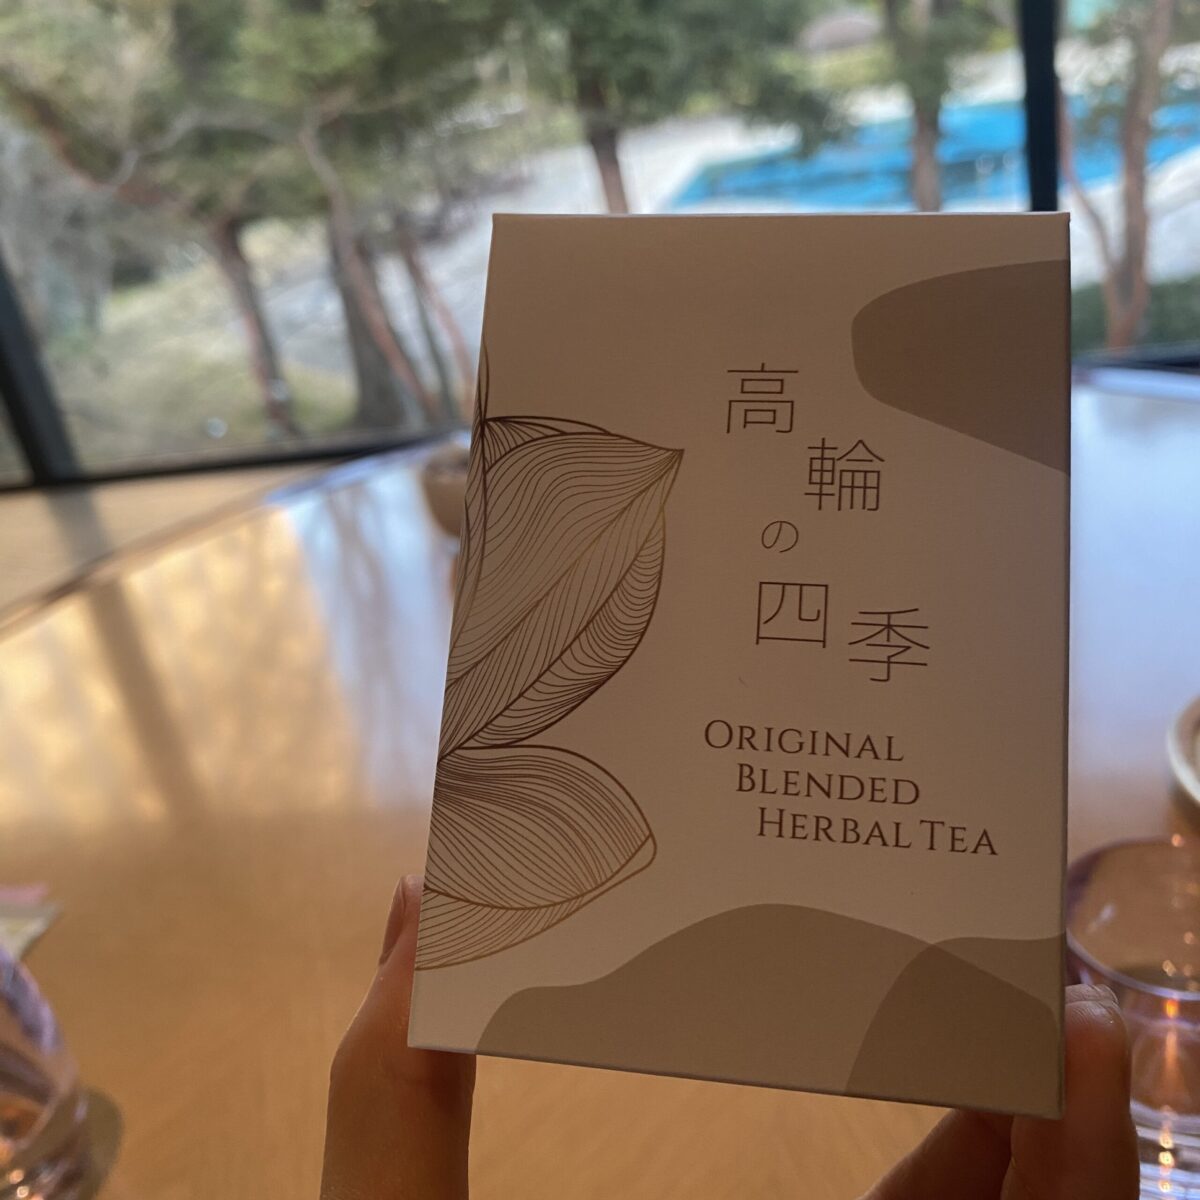 高輪の四季
ORIGINAL
BLENDED
HERBAL TEA